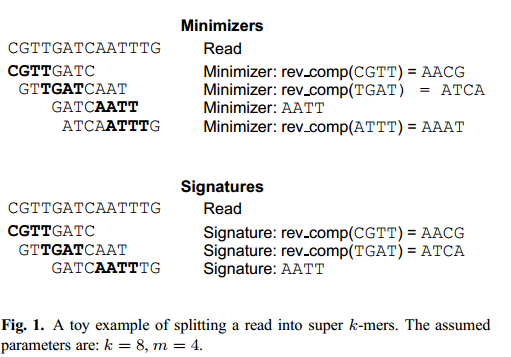 Minimizers
CGTTGATCAATTTG Read
CGTTGATC Minimizer: rev_comp(CGTT) = AACG
GTTGATCAAT Minimizer: rev_comp(TGAT) = ATCA
GATCAATT Minimizer: AATT
ATCAATTTG Minimizer: rev_comp(ATTT) = AAAT
Signatures
CGTTGATCAATTTG Read
CGTTGATC Signature: rev_comp(CGTT) = AACG
GTTGATCAAT Signature: rev_comp(TGAT) = ATCA
GATCAATTTG Signature: AATT
Fig. 1. A toy example of splitting a read into super k-mers. The assumed
parameters are: k = 8, m = 4.